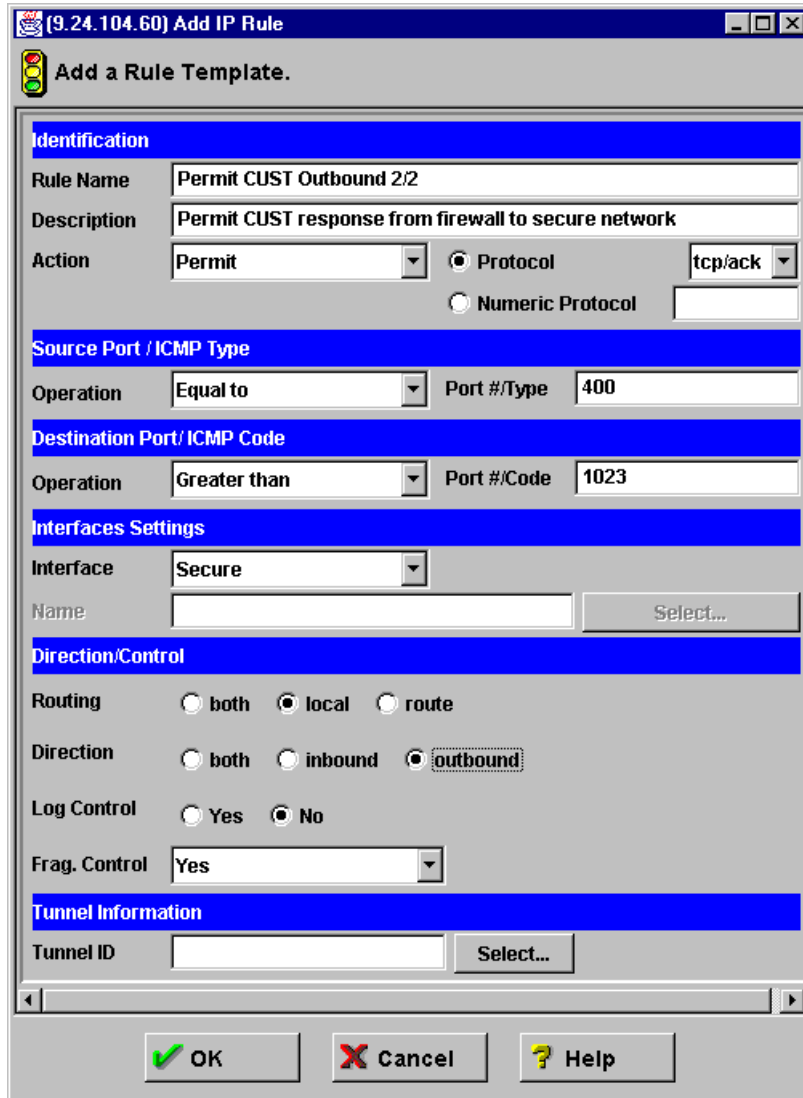 (9.24.104.60) Add IP Rule
Add a Rule Template.
Identification
Rule Name Permit CUST Outbound 2/2
Description Permit CUST response from firewall to secure network
Action Permit Protocol tcp/ack
Numeric Protocol
Source Port / ICMP Type
Operation Equal to Port #/Type 400
Destination Port/ ICMP Code
Operation Greater than Port #/Code 1023
Interfaces Settings
Interface Secure
Name Select...
Direction/Control
Routing both local route
Direction both inbound outbound
Log Control Yes No
Frag. Control Yes
Tunnel Information
Tunnel ID Select...
OK Cancel Help